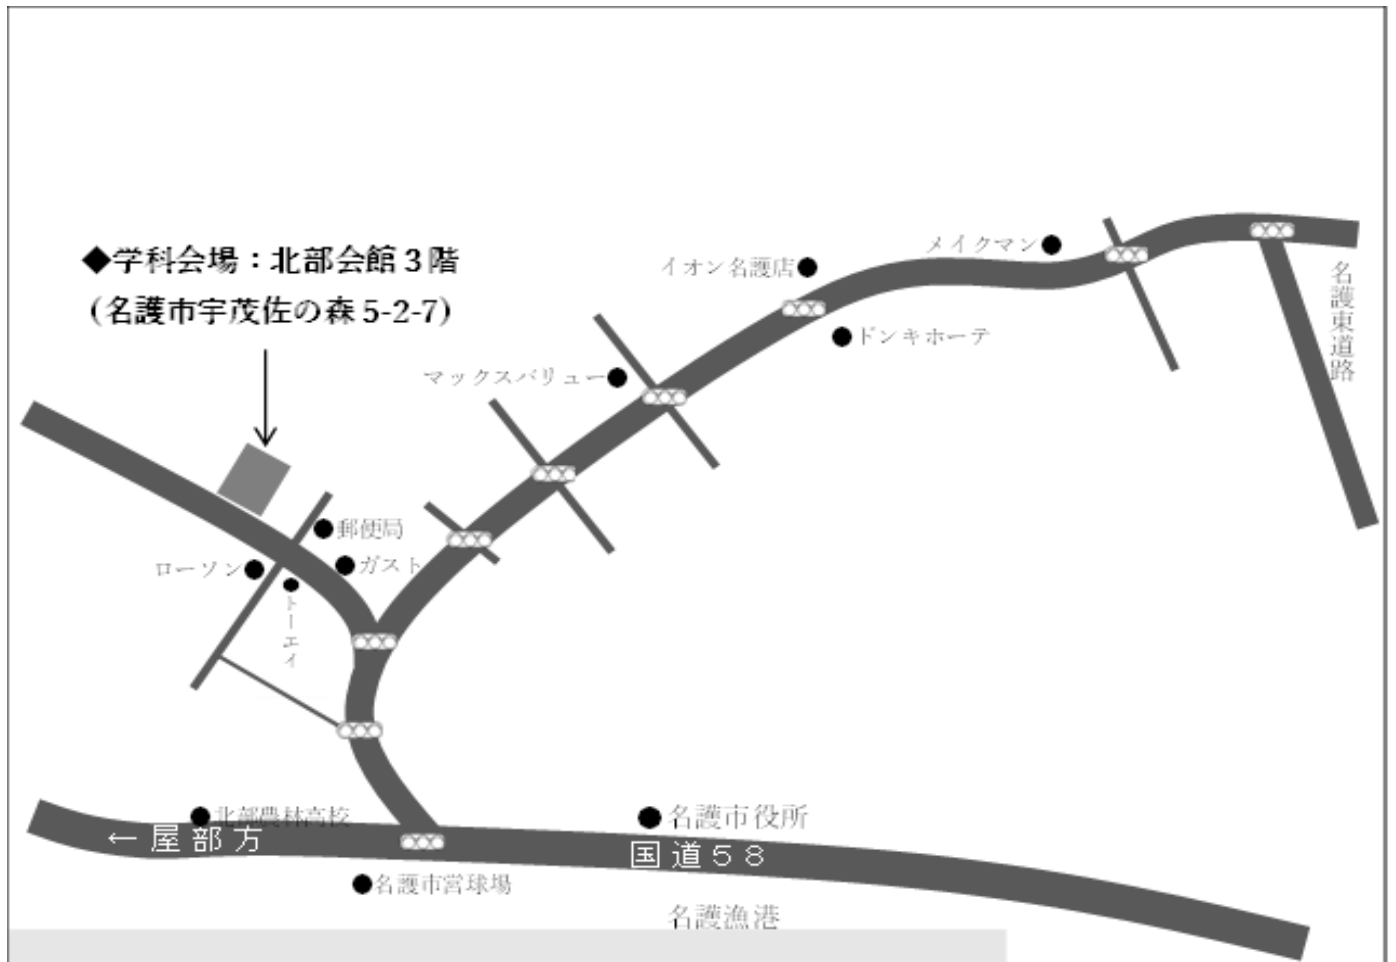 ◆学科会場：北部会館３階
（名護市宇茂佐の森5-2-7）
メイクマン
イオン名護店
名護東道路
ドンキホーテ
マックスバリュー
郵便局
ガスト
ローソン
トーエイ
北部農林高校
名護市役所
←屋部方
国道５８
名護市営球場
名護漁港